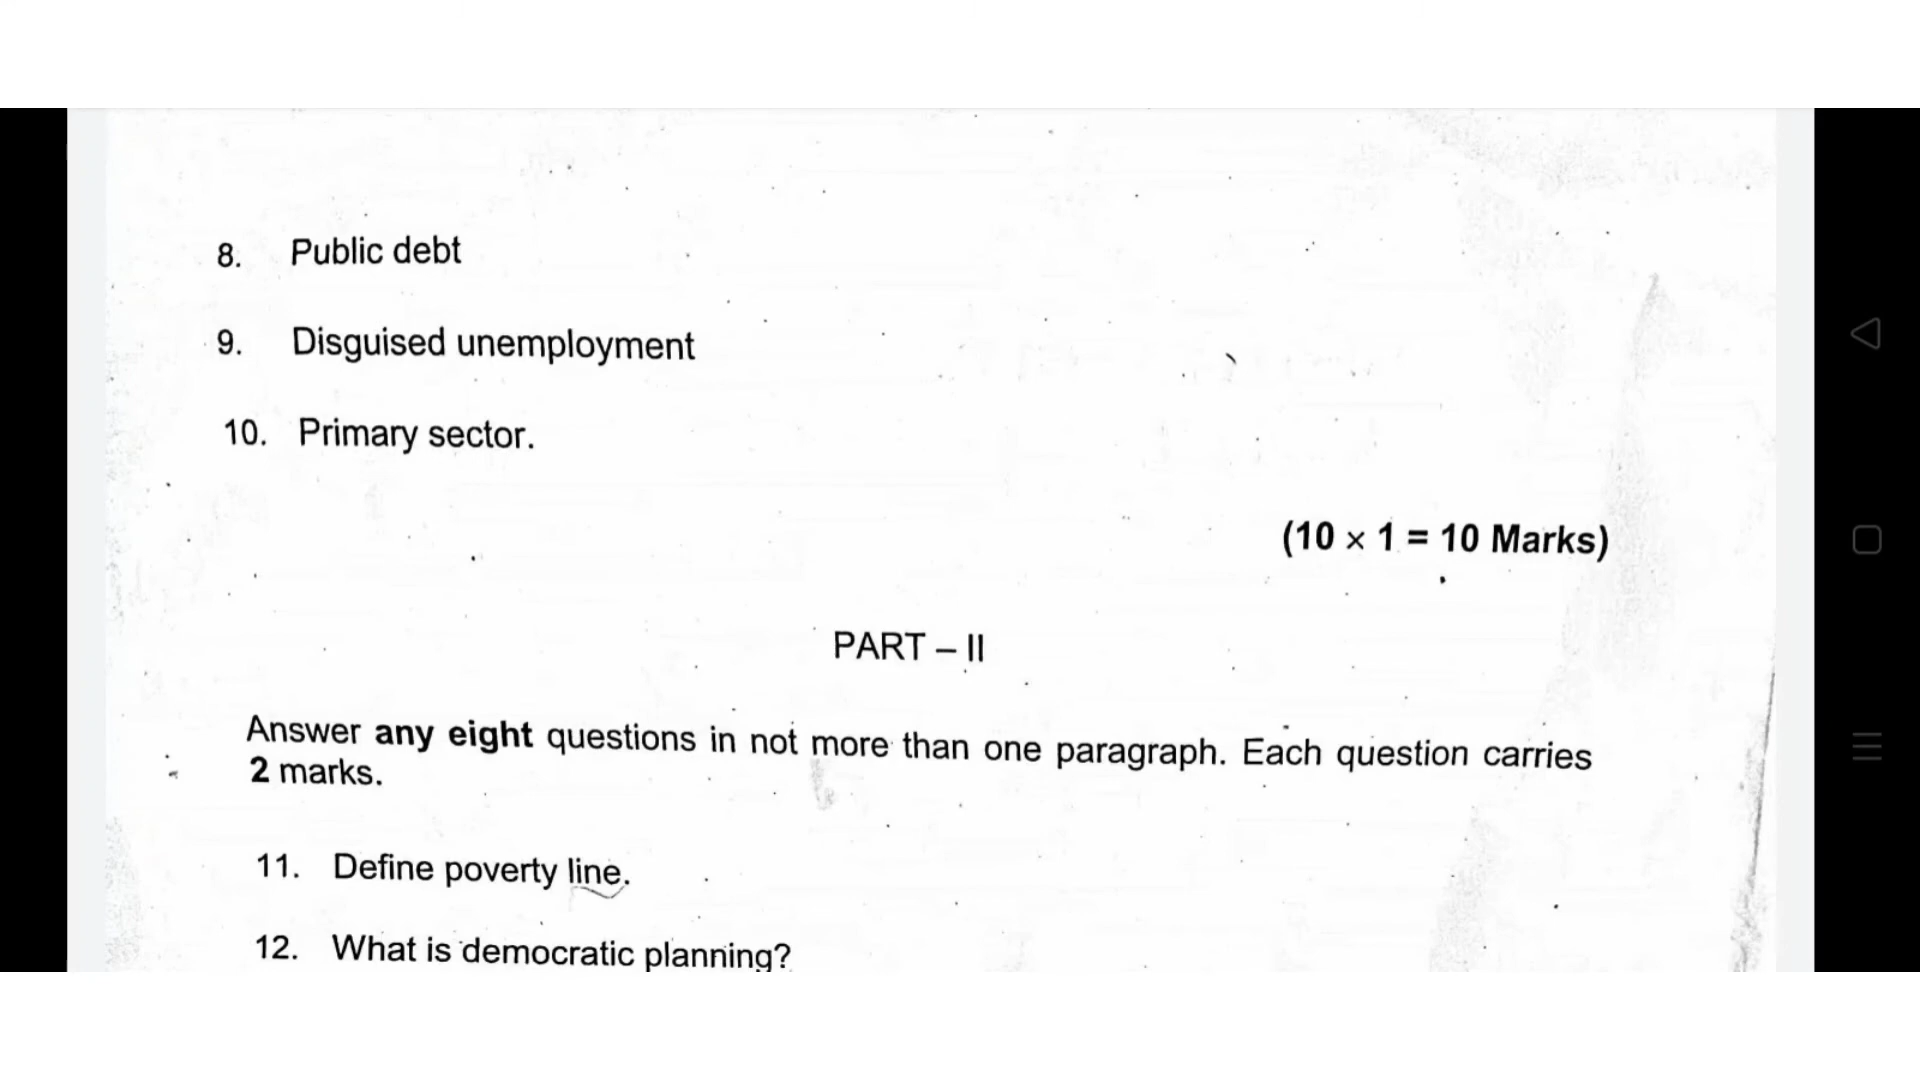 8. Public debt
9. Disguised unemployment
10. Primary sector.
(10 × 1 = 10 Marks)
PART – II
Answer any eight questions in not more than one paragraph. Each question carries
2 marks.
11. Define poverty line.
12. What is democratic planning?